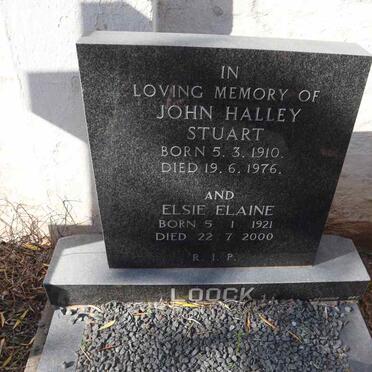 IN
LOVING MEMORY OF
JOHN HALLEY
STUART
BORN 5. 3. 1910.
DIED 19. 6. 1976.
AND
ELSIE ELAINE
BORN 5 1 1921
DIED 22 7 2000
R. I. P.
LOOCK